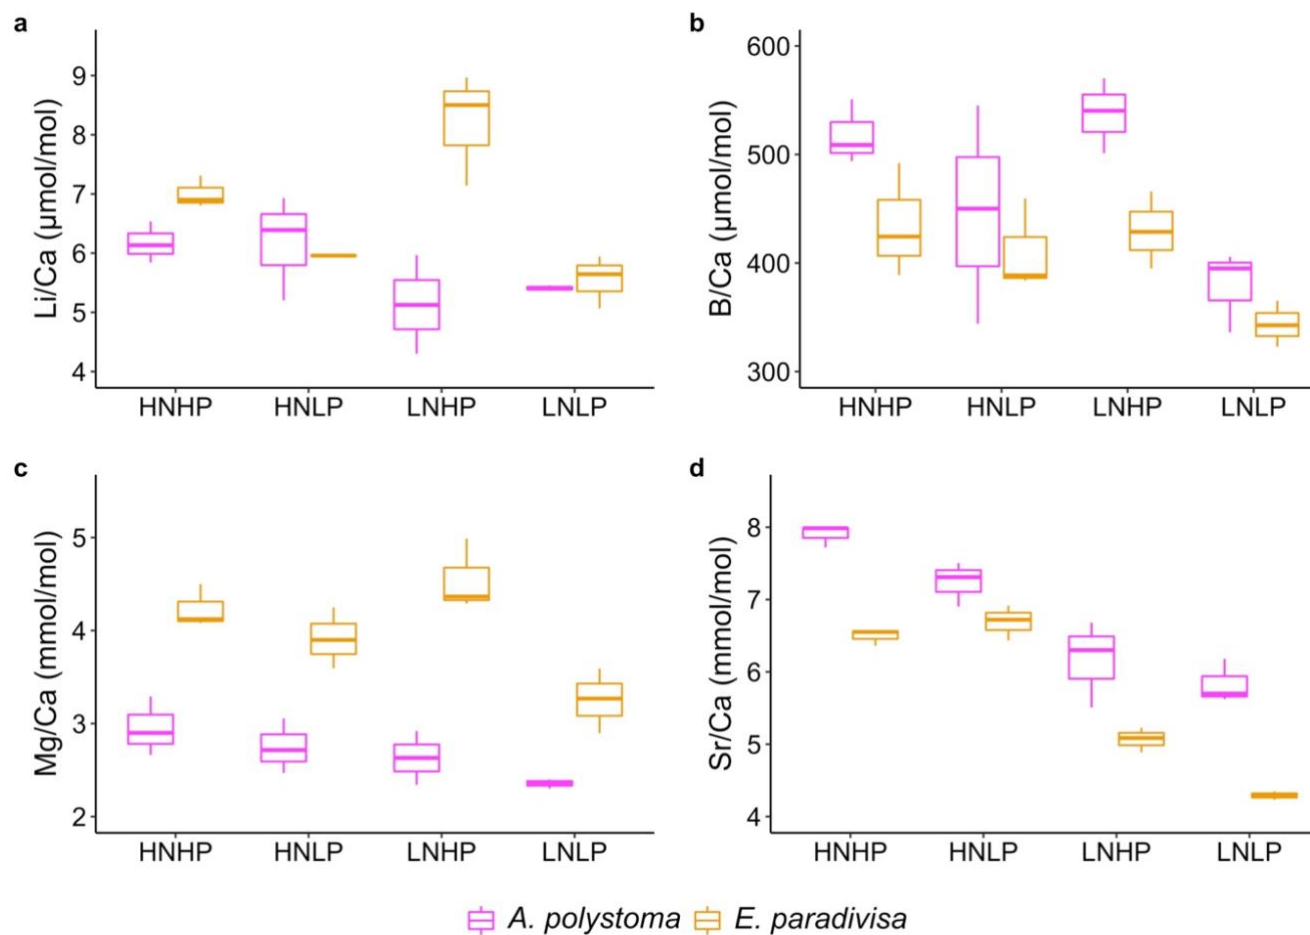 a
Li/Ca (µmol/mol)
9
8
7
6
5
4
HNHP HNLP LNHP LNLP
b
B/Ca (µmol/mol)
600
500
400
300
HNHP HNLP LNHP LNLP
c
Mg/Ca (mmol/mol)
5
4
3
2
HNHP HNLP LNHP LNLP
d
Sr/Ca (mmol/mol)
8
7
6
5
4
HNHP HNLP LNHP LNLP
A. polystoma E. paradivisa